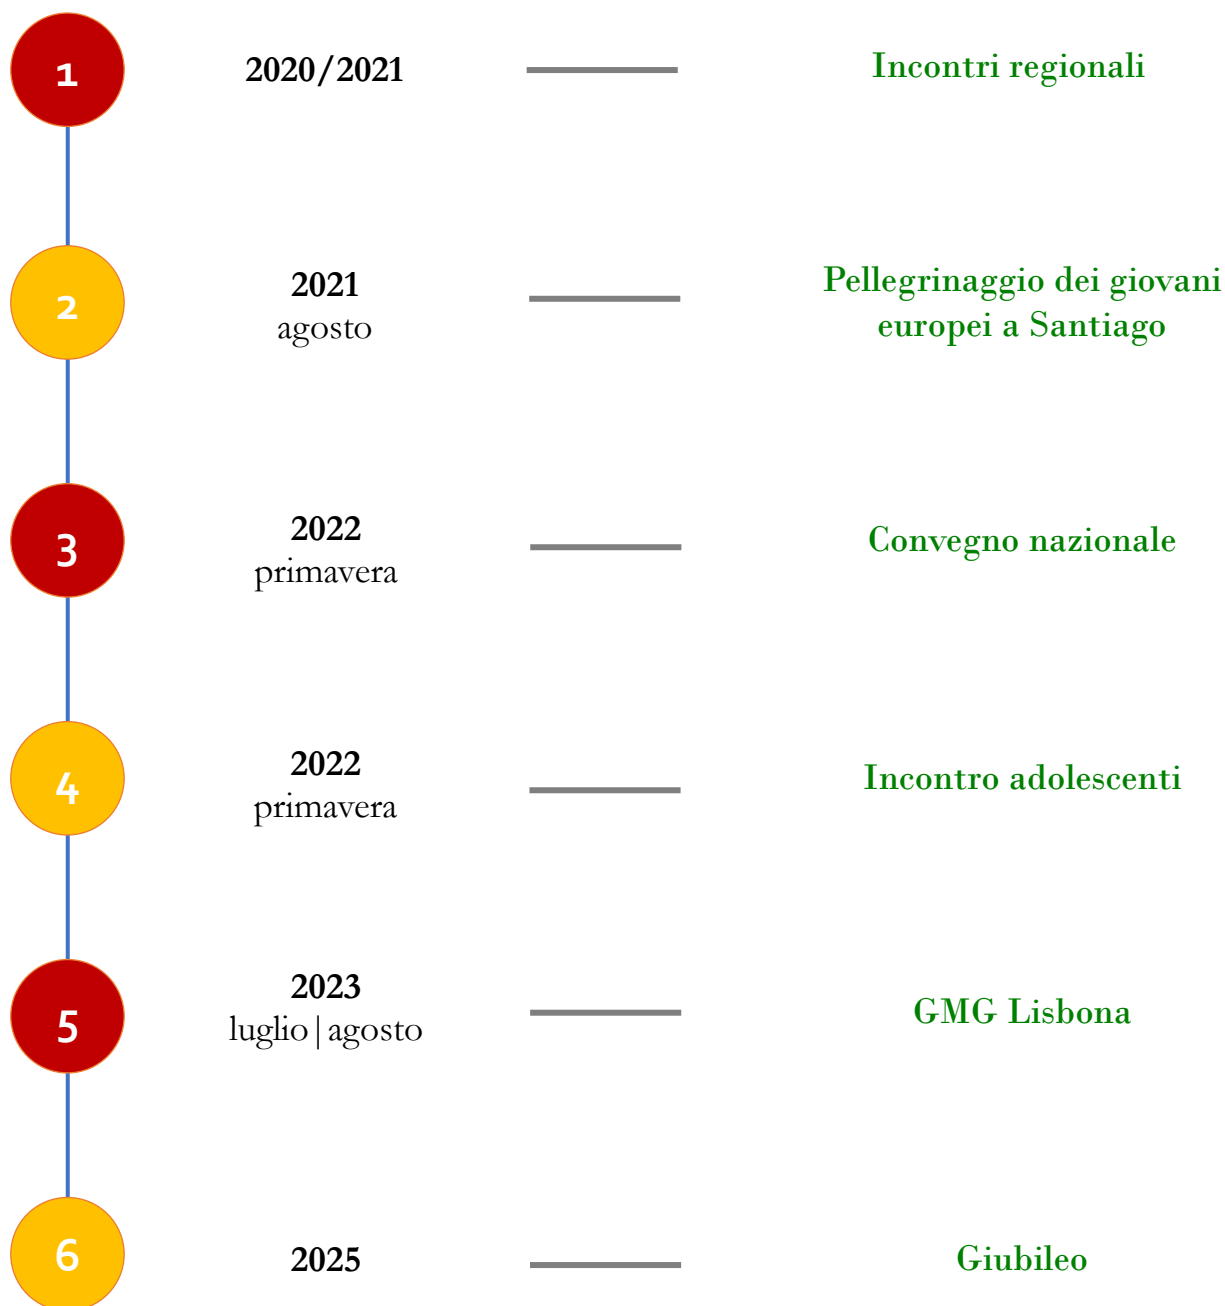 1
2020/2021
Incontri regionali
2
2021
agosto
Pellegrinaggio dei giovani
europei a Santiago
3
2022
primavera
Convegno nazionale
4
2022
primavera
Incontro adolescenti
5
2023
luglio|agosto
GMG Lisbona
6
2025
Giubileo